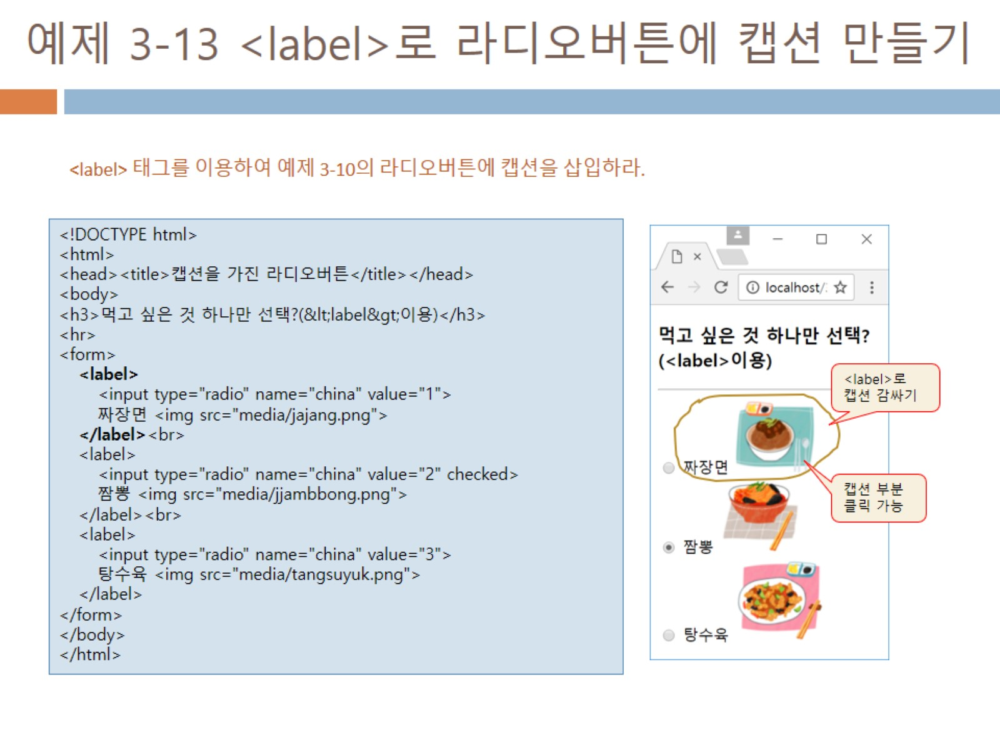 예제 3-13 <label>로 라디오버튼에 캡션 만들기
<label> 태그를 이용하여 예제 3-10의 라디오버튼에 캡션을 삽입하라.
<!DOCTYPE html>
<html>
<head><title>캡션을 가진 라디오버튼</title></head>
<body>
<h3>먹고 싶은 것 하나만 선택?(&lt;label&gt;이용)</h3>
<hr>
<form>
<label>
<input type="radio" name="china" value="1">
짜장면 <img src="media/jajang.png">
</label><br>
<label>
<input type="radio" name="china" value="2" checked>
짬뽕 <img src="media/jjambbong.png">
</label><br>
<label>
<input type="radio" name="china" value="3">
탕수육 <img src="media/tangsuyuk.png">
</label>
</form>
</body>
</html>
localhost/
먹고 싶은 것 하나만 선택?
(<label>이용)
<label>로
캡션 감싸기
짜장면
캡션 부분
클릭 가능
짬뽕
탕수육